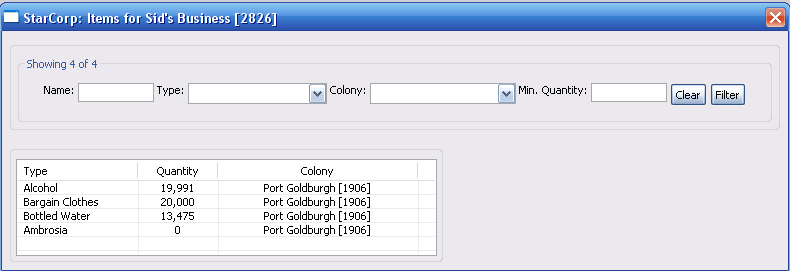 StarCorp: Items for Sid's Business [2826]
Showing 4 of 4
Name: Type: Colony: Min. Quantity: Clear Filter
Type Quantity Colony
Alcohol 19,991 Port Goldburgh [1906]
Bargain Clothes 20,000 Port Goldburgh [1906]
Bottled Water 13,475 Port Goldburgh [1906]
Ambrosia 0 Port Goldburgh [1906]